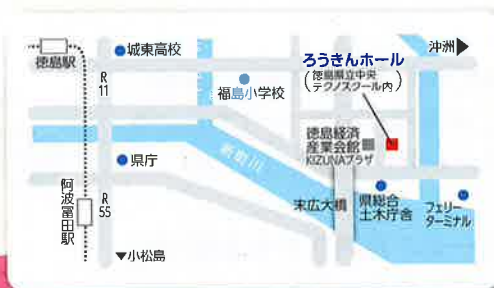 徳島駅
城東高校
沖洲
R
11
福島小学校
ろうきんホール
(徳島県立中央
テクノスクール内)
徳島経済
産業会館
KIZUNAプラザ
新町川
県庁
阿波富田駅
R
55
末広大橋
県総合
土木庁舎
フェリー
ターミナル
▼小松島